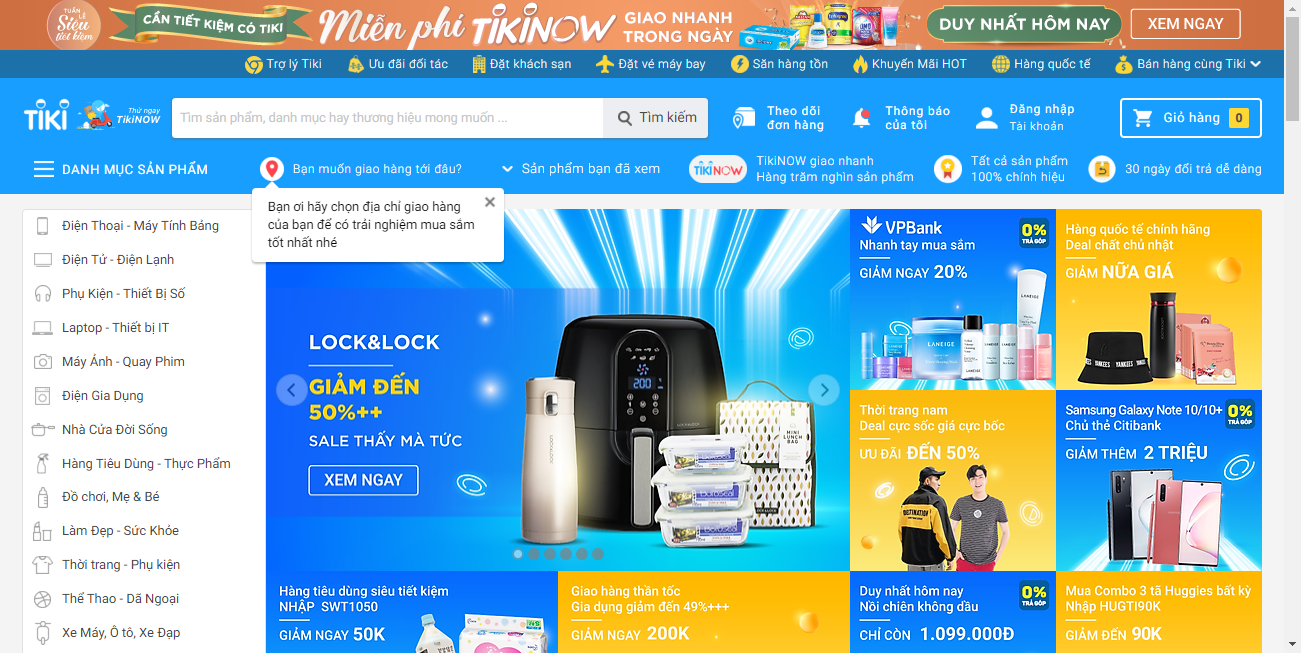 TUẦN LỄ
Siêu
tiết kiệm
CẦN TIẾT KIỆM CÓ TIKI
Miễn phí TIKINOW
GIAO NHANH
TRONG NGÀY
DUY NHẤT HÔM NAY
XEM NGAY
Trợ lý Tiki
Ưu đãi đối tác
Đặt khách sạn
Đặt vé máy bay
Săn hàng tồn
Khuyến Mãi HOT
Hàng quốc tế
Bán hàng cùng Tiki
TIKI
Thử ngay
TikiNOW
Tìm sản phẩm, danh mục hay thương hiệu mong muốn ...
Tìm kiếm
Theo dõi
đơn hàng
Thông báo
của tôi
Đăng nhập
Tài khoản
Giỏ hàng 0
DANH MỤC SẢN PHẨM
Bạn muốn giao hàng tới đâu?
Sản phẩm bạn đã xem
TIKINOW
TikiNOW giao nhanh
Hàng trăm nghìn sản phẩm
Tất cả sản phẩm
100% chính hiệu
30 ngày đổi trả dễ dàng
Bạn ơi hãy chọn địa chỉ giao hàng
của bạn để có trải nghiệm mua sắm
tốt nhất nhé
Điện Thoại - Máy Tính Bảng
Điện Tử - Điện Lạnh
Phụ Kiện - Thiết Bị Số
Laptop - Thiết bị IT
Máy Ảnh - Quay Phim
Điện Gia Dụng
Nhà Cửa Đời Sống
Hàng Tiêu Dùng - Thực Phẩm
Đồ chơi, Mẹ & Bé
Làm Đẹp - Sức Khỏe
Thời trang - Phụ kiện
Thể Thao - Dã Ngoại
Xe Máy, Ô tô, Xe Đạp
LOCK&LOCK
GIẢM ĐẾN
50%++
SALE THẤY MÀ TỨC
XEM NGAY
200
LOCK&LOCK
MINI
LUNCH
BAG
VPBank
0%
TRẢ GÓP
Nhanh tay mua sắm
GIẢM NGAY 20%
LANEIGE
LANEIGE
Hàng quốc tế chính hãng
Deal chất chủ nhật
GIẢM NỮA GIÁ
YANKEES YANKEES
Thời trang nam
Deal cực sốc giá cực bốc
ƯU ĐÃI ĐẾN 50%
Samsung Galaxy Note 10/10+
Chủ thẻ Citibank
0%
TRẢ GÓP
GIẢM THÊM 2 TRIỆU
Hàng tiêu dùng siêu tiết kiệm
NHẬP SWT1050
GIẢM NGAY 50K
Giao hàng thần tốc
Gia dụng giảm đến 49%+++
GIẢM NGAY 200K
Duy nhất hôm nay
Nồi chiên không dầu
0%
TRẢ GÓP
CHỈ CÒN 1.099.000Đ
Mua Combo 3 tã Huggies bất kỳ
Nhập HUGTI90K
GIẢM ĐẾN 90K